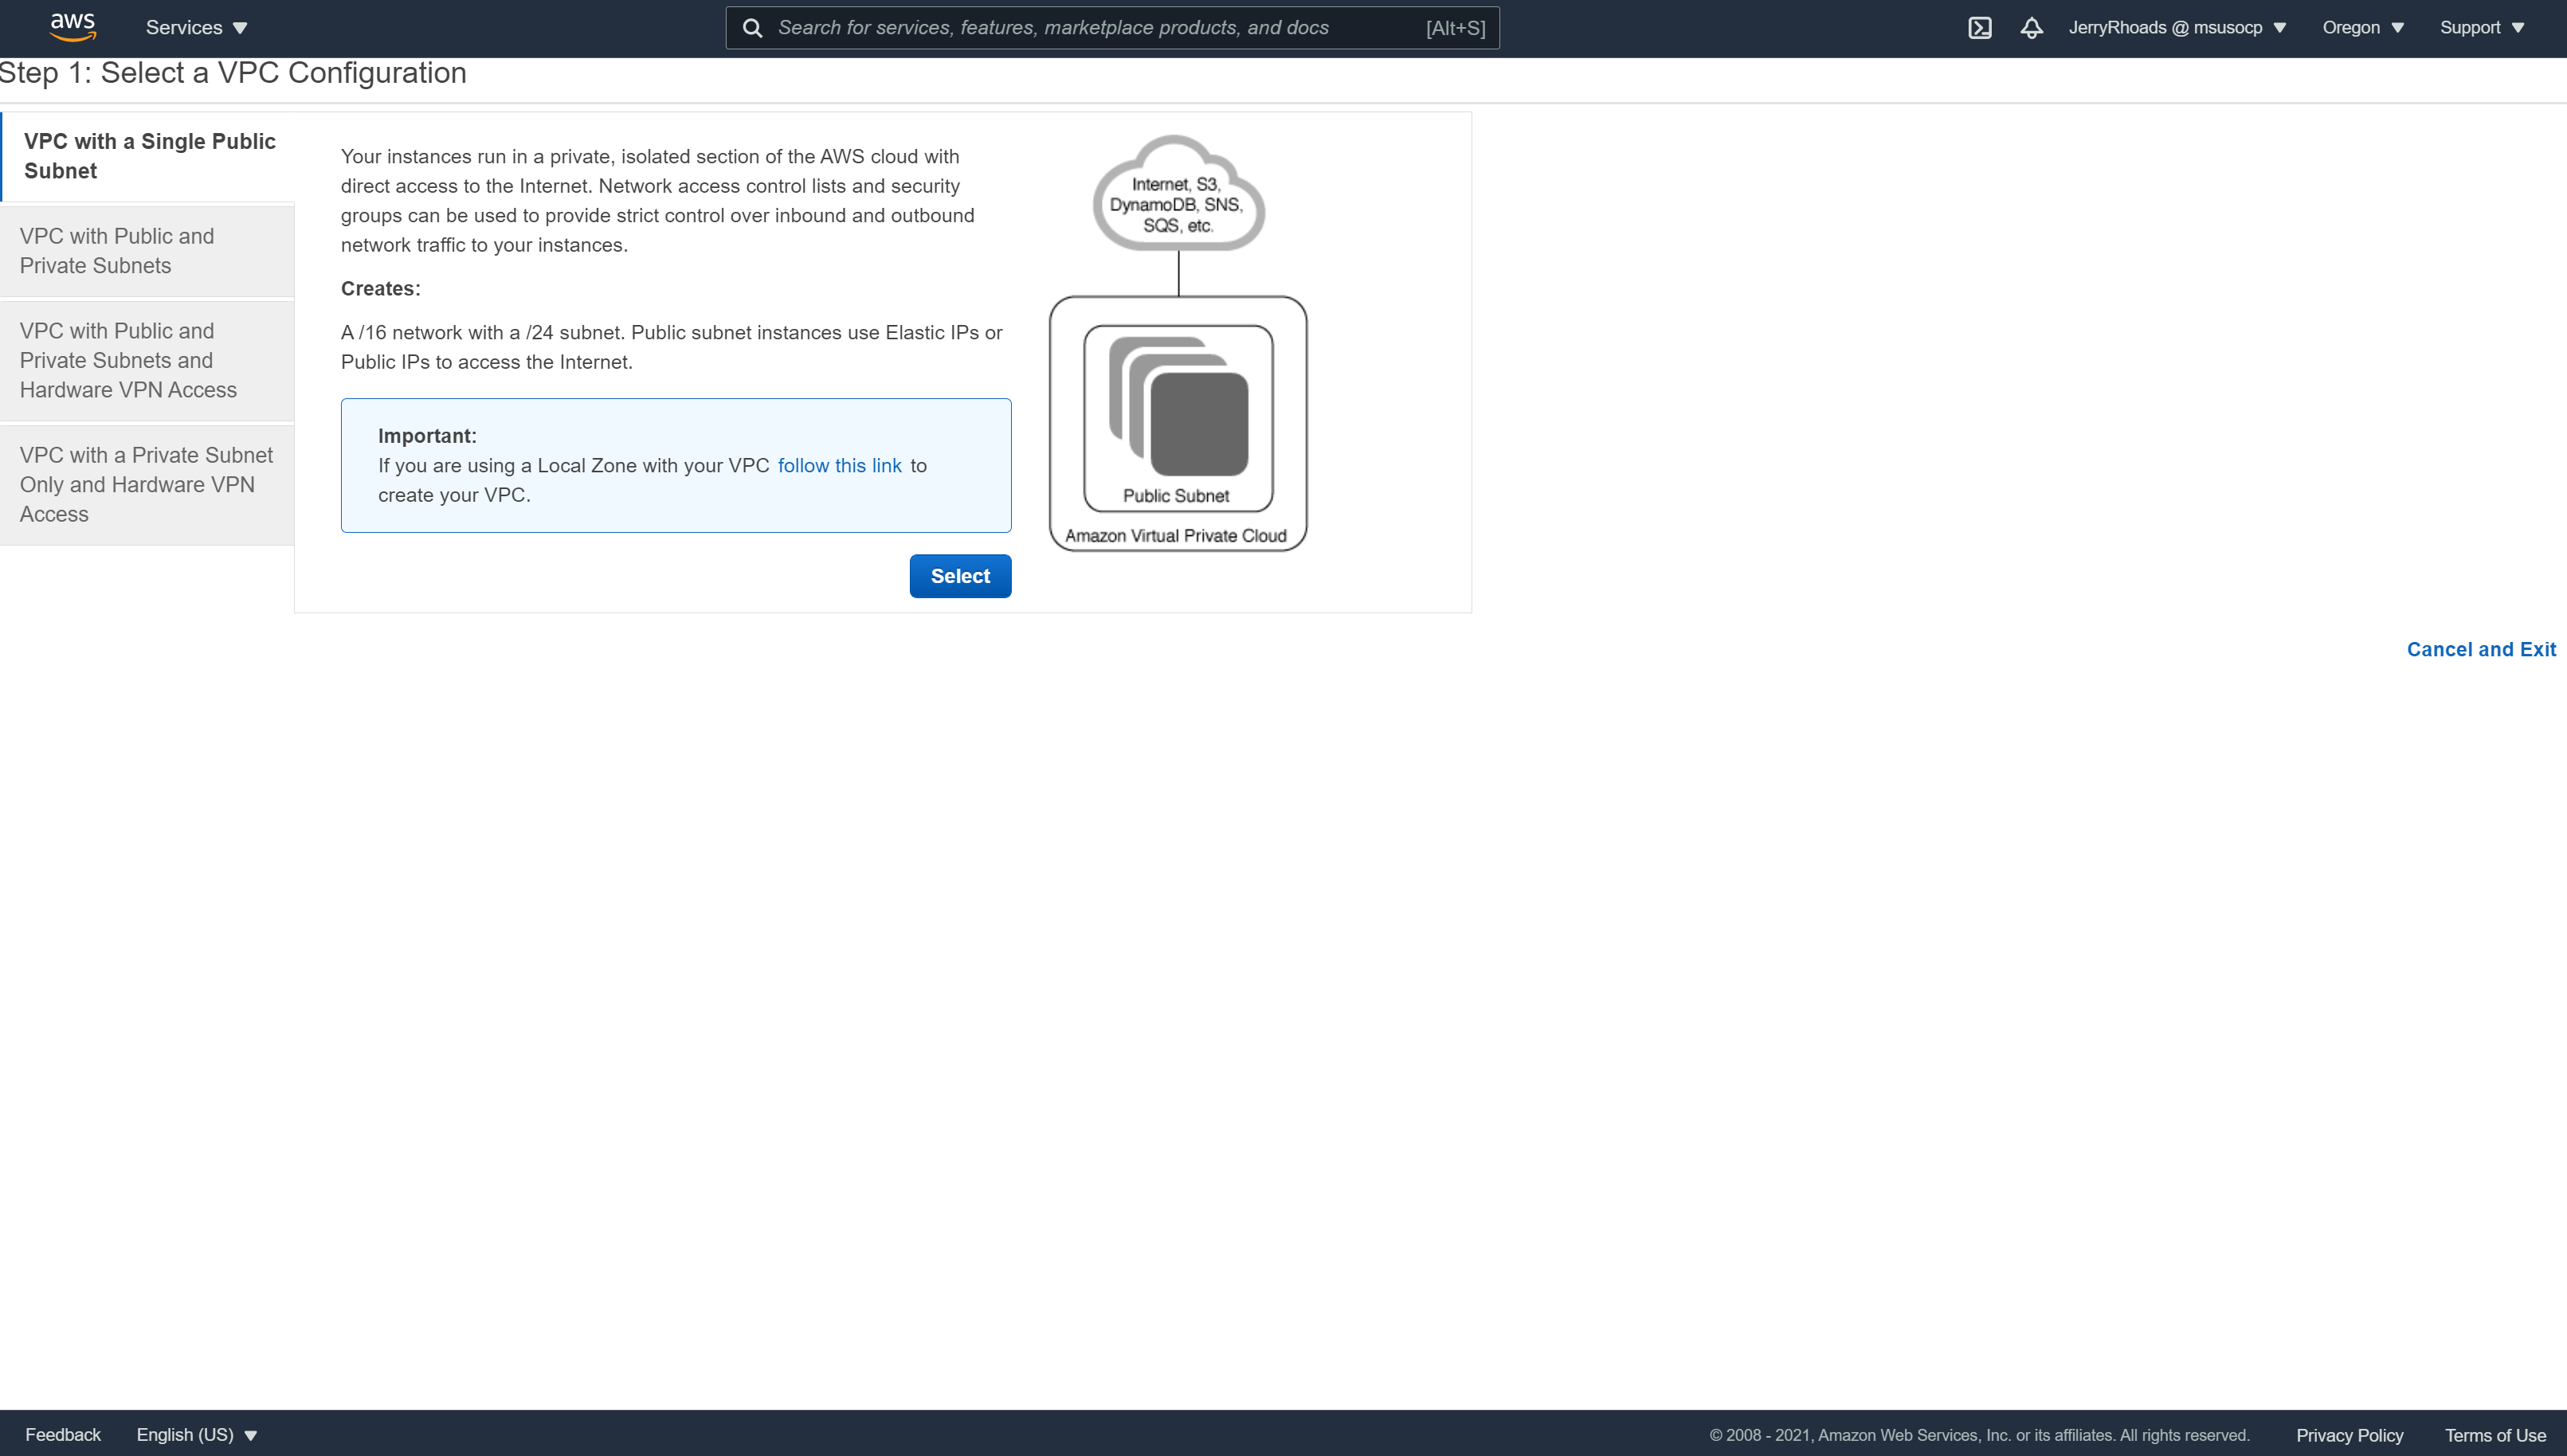 aws
Services
Search for services, features, marketplace products, and docs [Alt+S]
JerryRhoads @ msusocp
Oregon
Support
Step 1: Select a VPC Configuration
VPC with a Single Public
Subnet
VPC with Public and
Private Subnets
VPC with Public and
Private Subnets and
Hardware VPN Access
VPC with a Private Subnet
Only and Hardware VPN
Access
Your instances run in a private, isolated section of the AWS cloud with
direct access to the Internet. Network access control lists and security
groups can be used to provide strict control over inbound and outbound
network traffic to your instances.
Creates:
A /16 network with a /24 subnet. Public subnet instances use Elastic IPs or
Public IPs to access the Internet.
Important:
If you are using a Local Zone with your VPC follow this link to
create your VPC.
Select
Internet, S3,
DynamoDB, SNS,
SQS, etc.
Public Subnet
Amazon Virtual Private Cloud
Cancel and Exit
Feedback
English (US)
© 2008 - 2021, Amazon Web Services, Inc. or its affiliates. All rights reserved.
Privacy Policy
Terms of Use